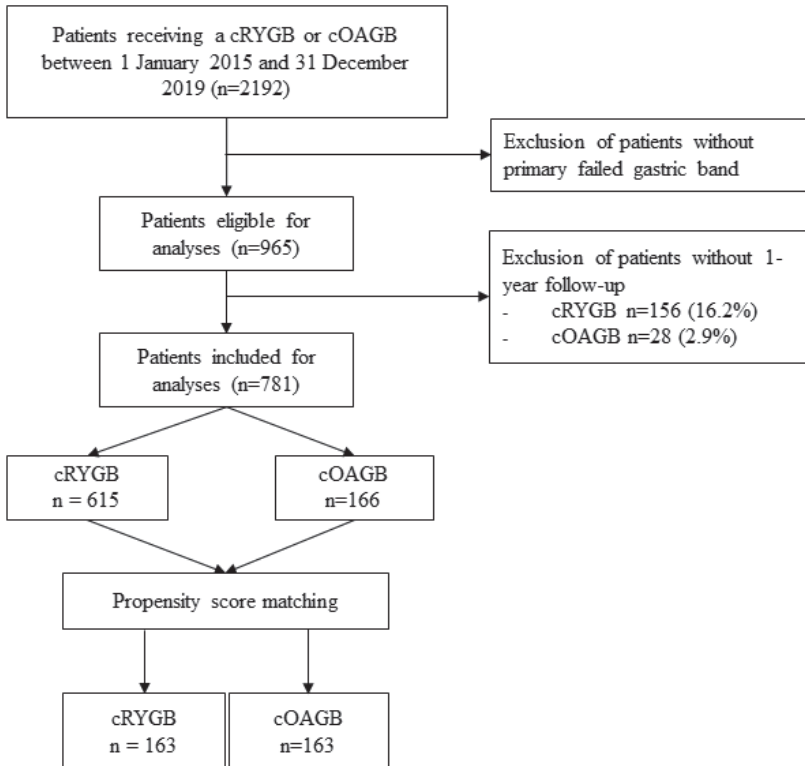 Patients receiving a cRYGB or cOAGB
between 1 January 2015 and 31 December
2019 (n=2192)
Exclusion of patients without
primary failed gastric band
Patients eligible for
analyses (n=965)
Exclusion of patients without 1-
year follow-up
- cRYGB n=156 (16.2%)
- cOAGB n=28 (2.9%)
Patients included for
analyses (n=781)
cRYGB
n = 615
cOAGB
n=166
Propensity score matching
cRYGB
n = 163
cOAGB
n=163